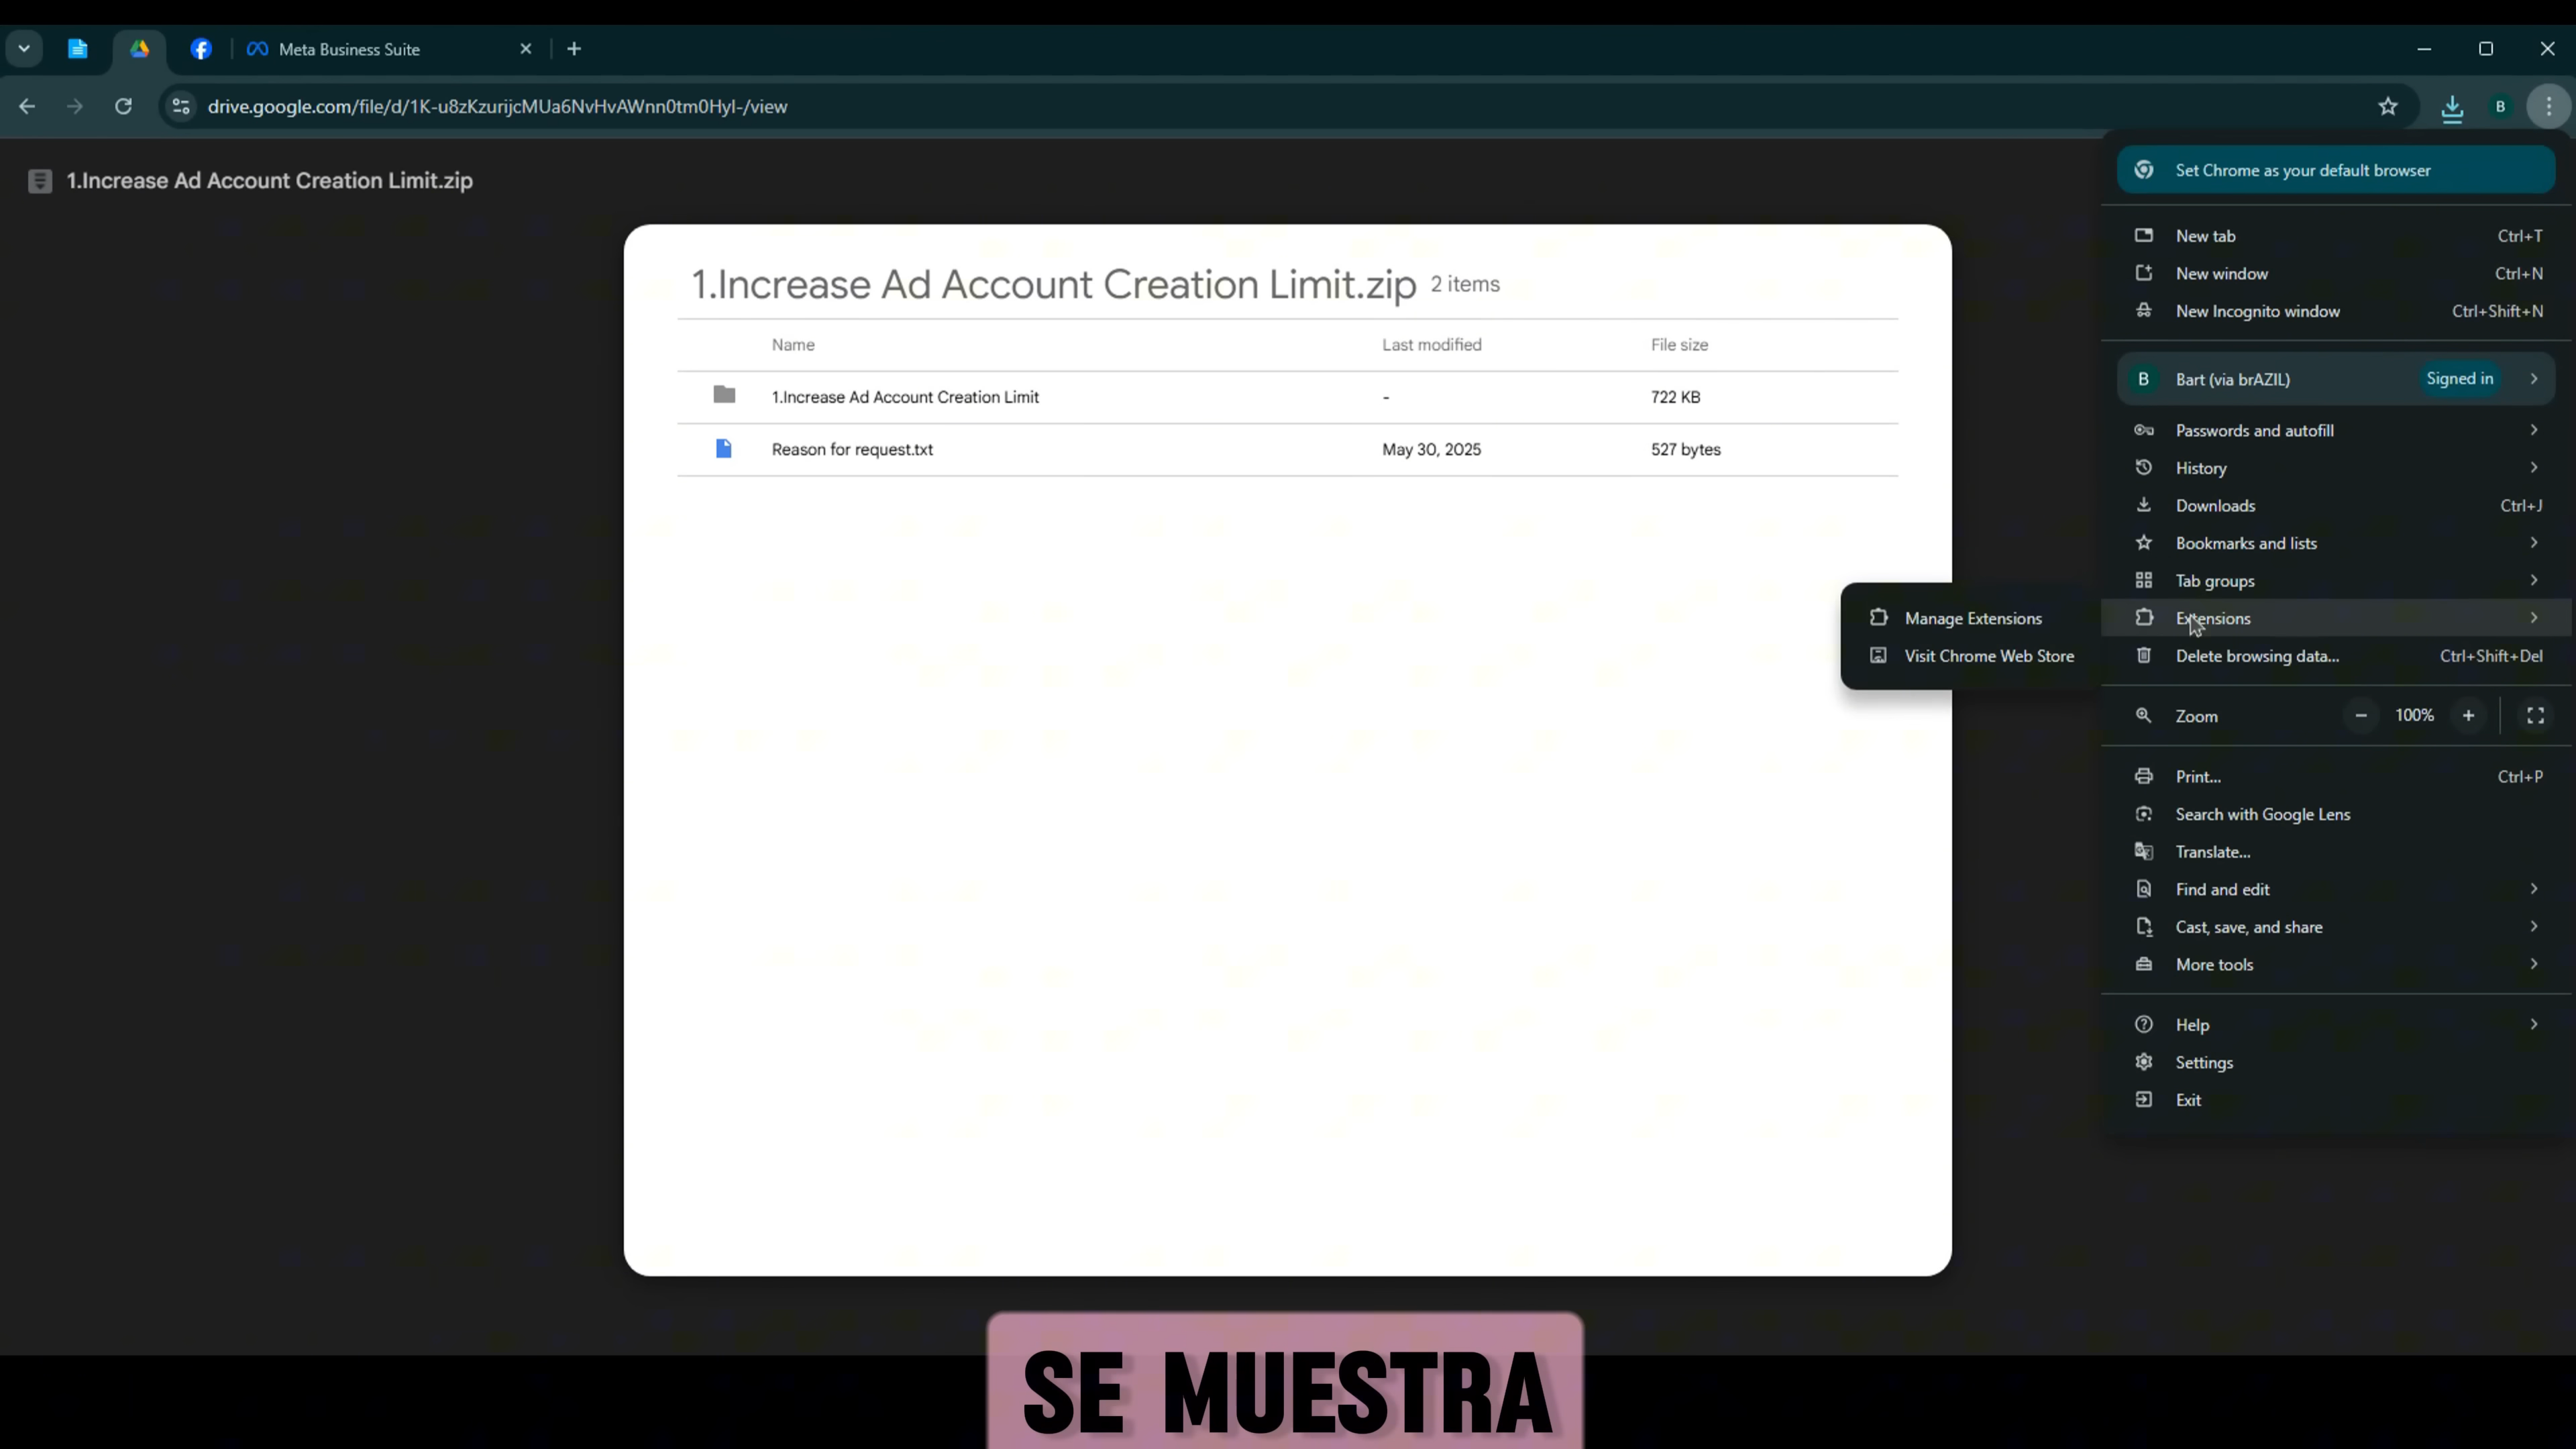 Meta Business Suite
drive.google.com/file/d/1K-u8zKzurijcMUa6NvHvAWnn0tm0HyI-/view
B
1.Increase Ad Account Creation Limit.zip
1.Increase Ad Account Creation Limit.zip 2 items
Name Last modified File size
1.Increase Ad Account Creation Limit - 722 KB
Reason for request.txt May 30, 2025 527 bytes
Set Chrome as your default browser
New tab Ctrl+T
New window Ctrl+N
New Incognito window Ctrl+Shift+N
B Bart (via brAZIL) Signed in
Passwords and autofill
History
Downloads Ctrl+J
Bookmarks and lists
Tab groups
Extensions
Delete browsing data... Ctrl+Shift+Del
Manage Extensions
Visit Chrome Web Store
Zoom 100%
Print... Ctrl+P
Search with Google Lens
Translate...
Find and edit
Cast, save, and share
More tools
Help
Settings
Exit
SE MUESTRA